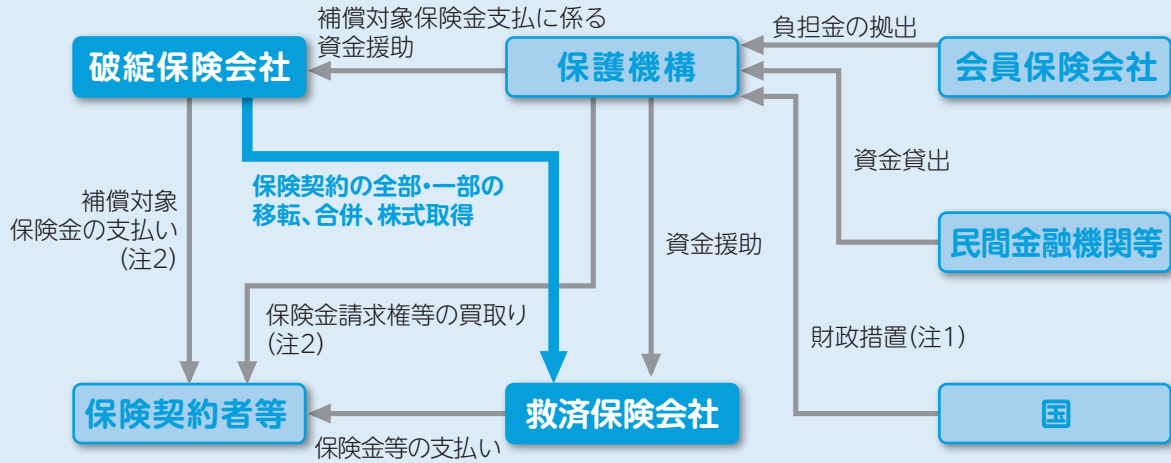 補償対象保険金支払に係る
資金援助
負担金の拠出
破綻保険会社
保護機構
会員保険会社
資金貸出
保険契約の全部・一部の
移転、合併、株式取得
補償対象
保険金の支払い
(注2)
資金援助
民間金融機関等
保険金請求権等の買取り
(注2)
財政措置(注1)
保険契約者等
救済保険会社
国
保険金等の支払い